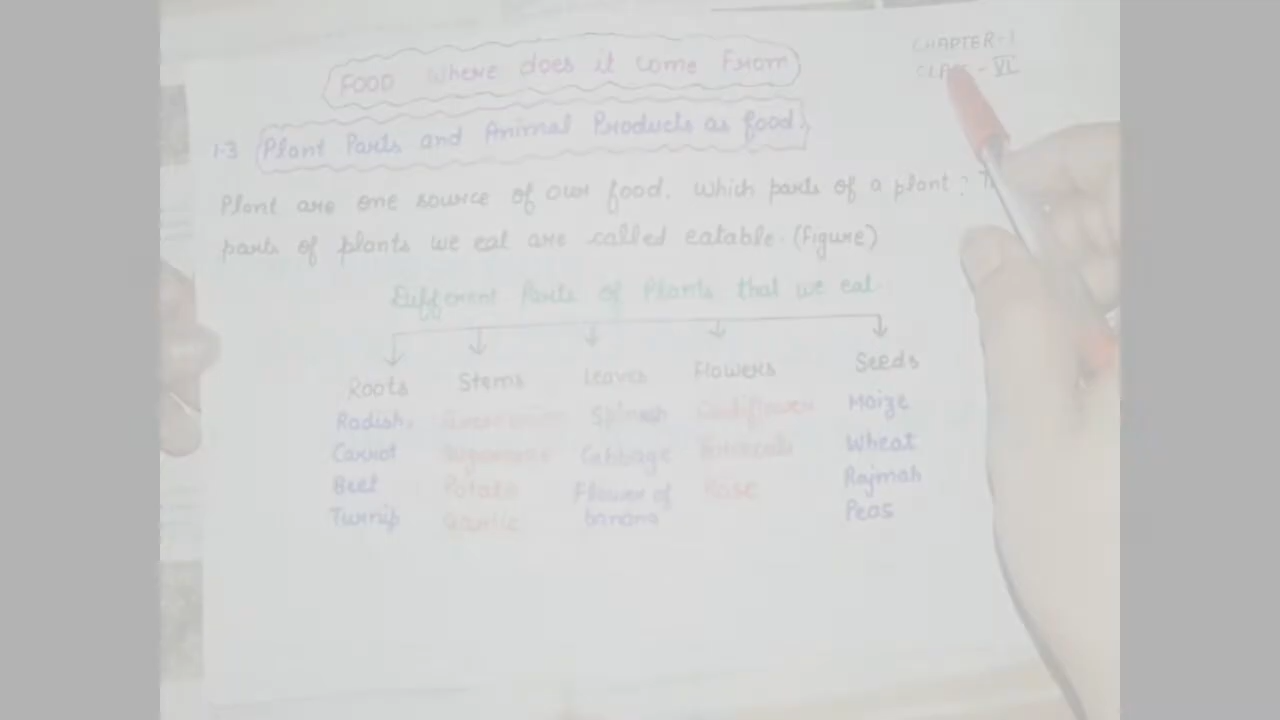 CHAPTER-1
CLASS - VI
FOOD Where does it come From
1.3 Plant Parts and Animal Products as food.
Plant are one source of our food. Which parts of a plant?
parts of plants we eat are called eatable. (Figure)
Different Parts of Plants that we eat.
Roots Stems Leaves Flowers Seeds
Radish, Spinach Cauliflower Maize
Carrot Cabbage Wheat
Beet Potato Flower of Rose Rajmah
Turnip Garlic banana Peas